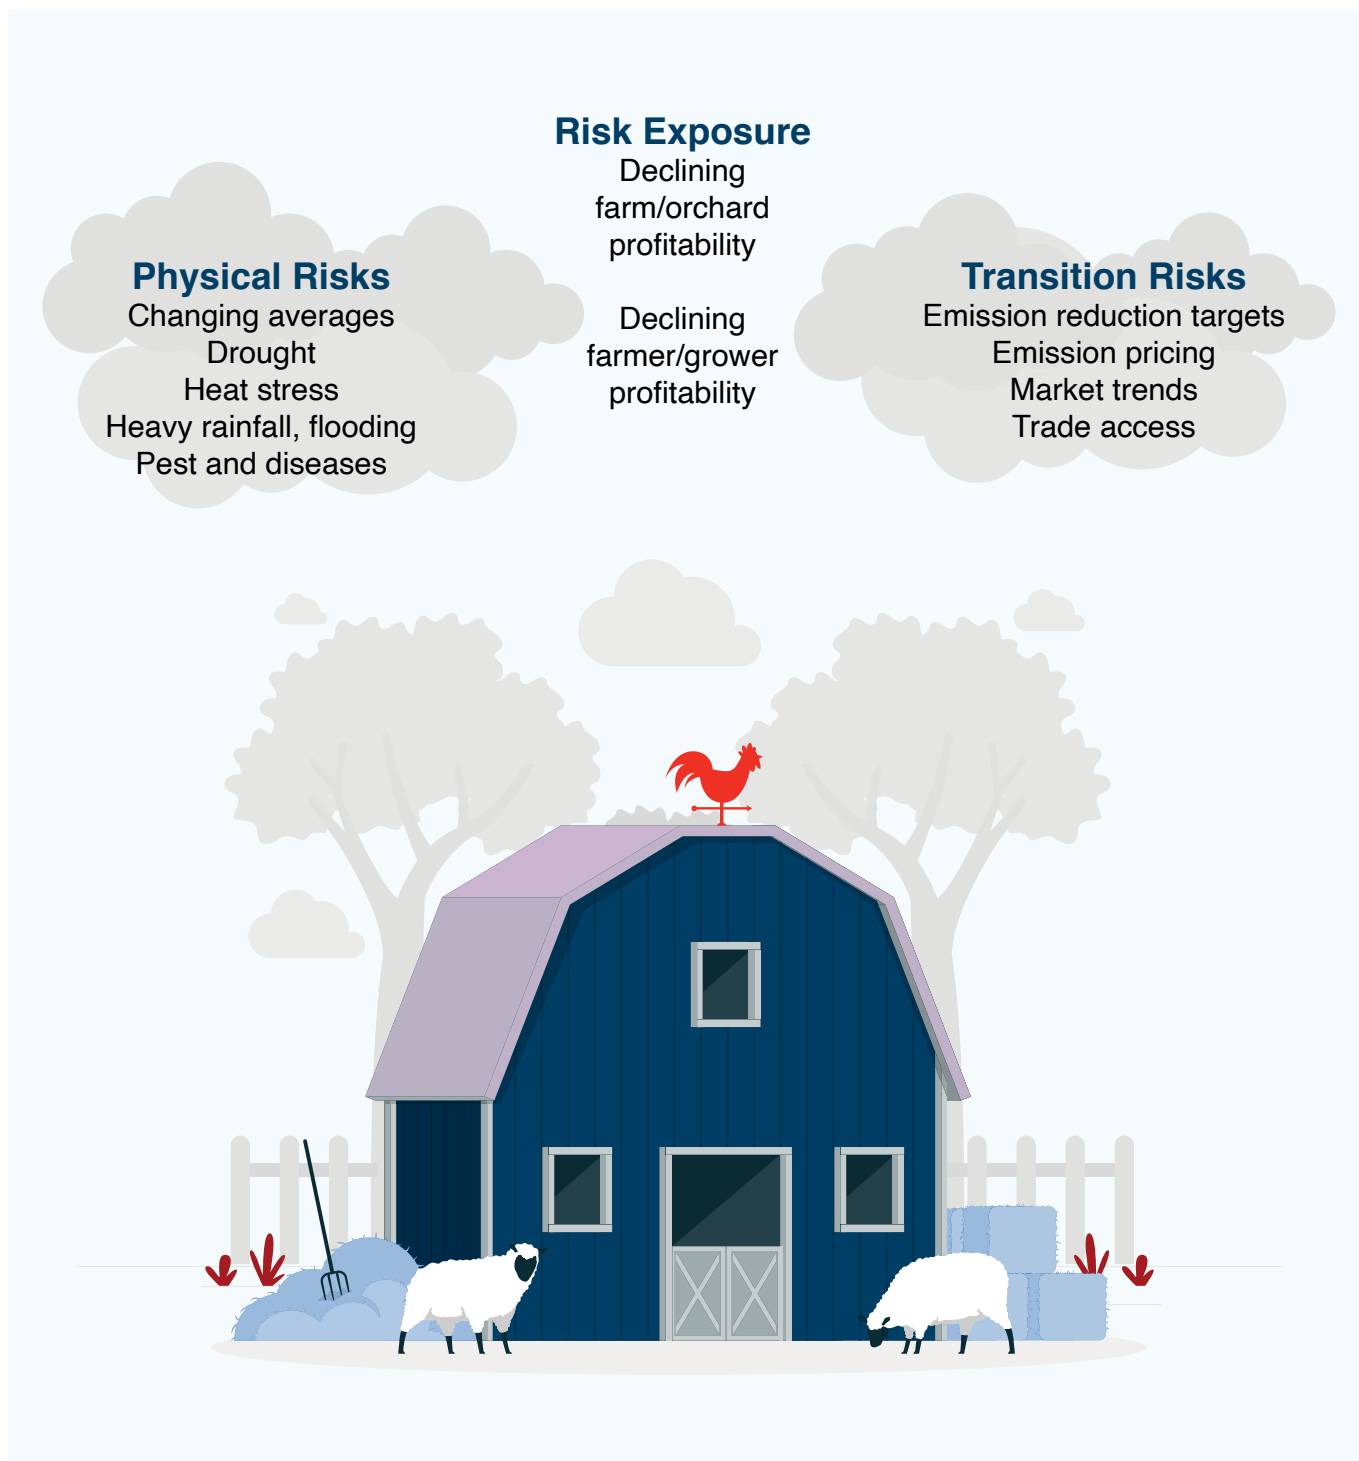 Risk Exposure
Declining
farm/orchard
profitability
Declining
farmer/grower
profitability
Physical Risks
Changing averages
Drought
Heat stress
Heavy rainfall, flooding
Pest and diseases
Transition Risks
Emission reduction targets
Emission pricing
Market trends
Trade access